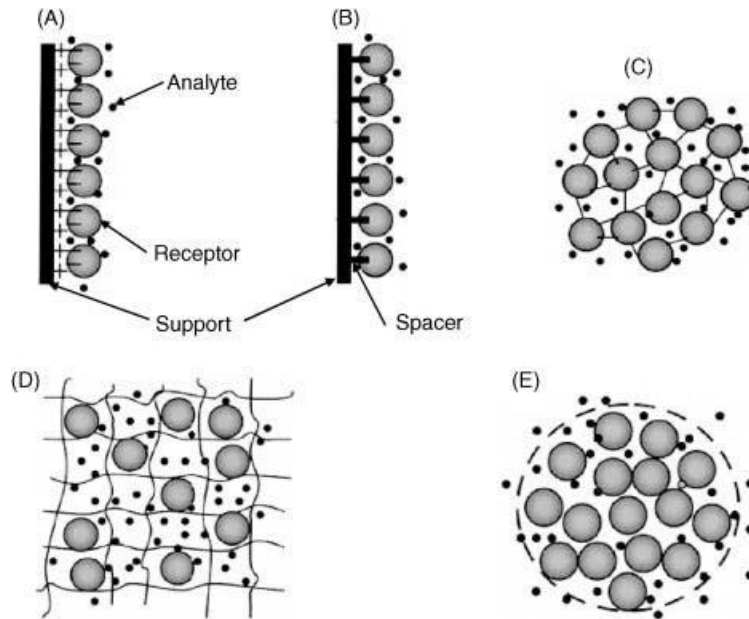 (A)
(B)
(C)
Analyte
Receptor
Support
Spacer
(D)
(E)